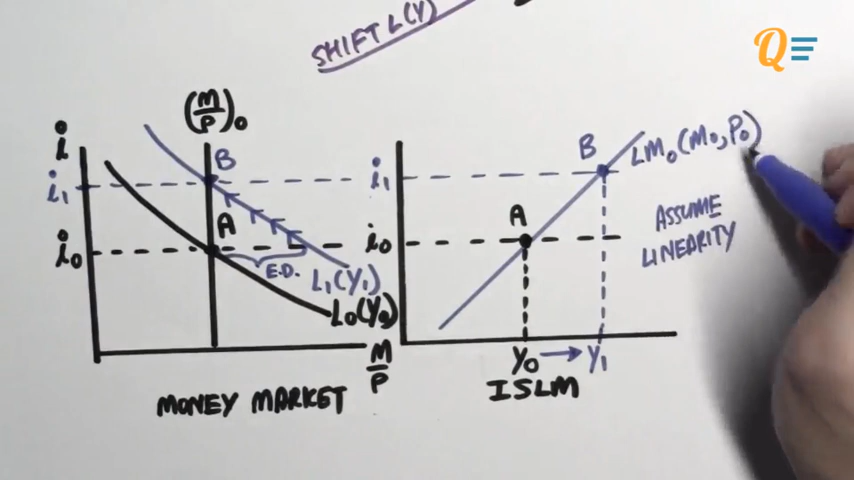 SHIFT L(Y)
Q
(M/P)₀
i
i₁
i₀
B
A
E.D.
L₁(Y₁)
L₀(Y₀)
M/P
MONEY MARKET
i₁
i₀
B
A
LM₀(M₀,P₀)
ASSUME
LINEARITY
Y₀ → Y₁
ISLM